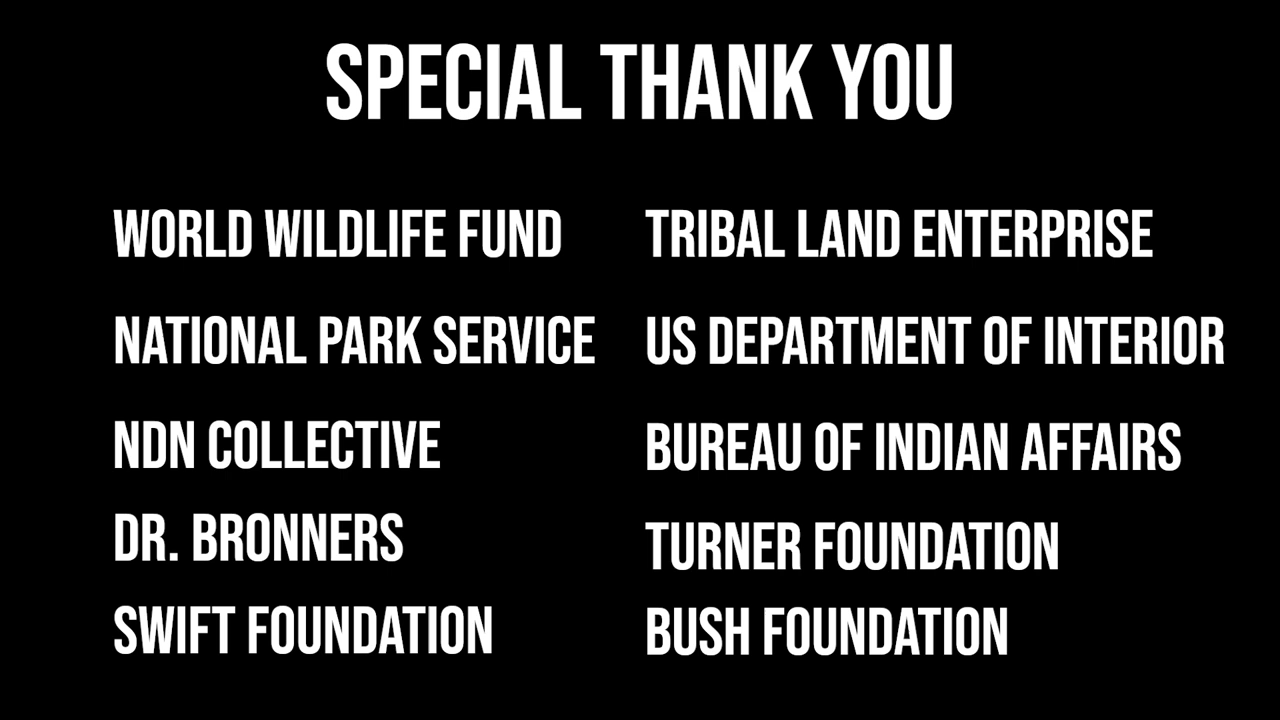 SPECIAL THANK YOU
WORLD WILDLIFE FUND
NATIONAL PARK SERVICE
NDN COLLECTIVE
DR. BRONNERS
SWIFT FOUNDATION
TRIBAL LAND ENTERPRISE
US DEPARTMENT OF INTERIOR
BUREAU OF INDIAN AFFAIRS
TURNER FOUNDATION
BUSH FOUNDATION